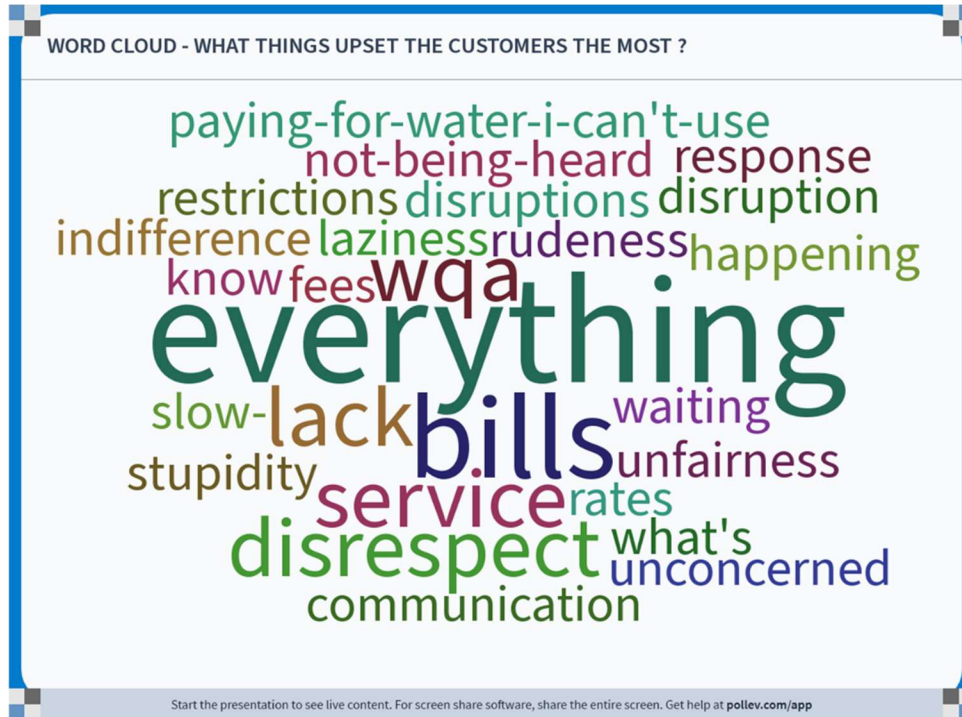 WORD CLOUD - WHAT THINGS UPSET THE CUSTOMERS THE MOST ?
paying-for-water-i-can't-use
not-being-heard response
restrictions disruptions disruption
indifference laziness rudeness happening
know fees wqa
everything
slow- lack bills waiting
stupidity unfairness
service rates
disrespect what's
unconcerned
communication
Start the presentation to see live content. For screen share software, share the entire screen. Get help at pollev.com/app